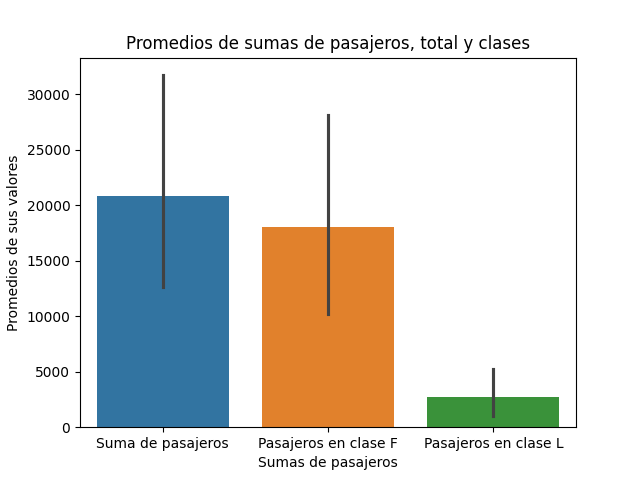 Promedios de sumas de pasajeros, total y clases
Promedios de sus valores
30000
25000
20000
15000
10000
5000
0
Suma de pasajeros Pasajeros en clase F Pasajeros en clase L
Sumas de pasajeros